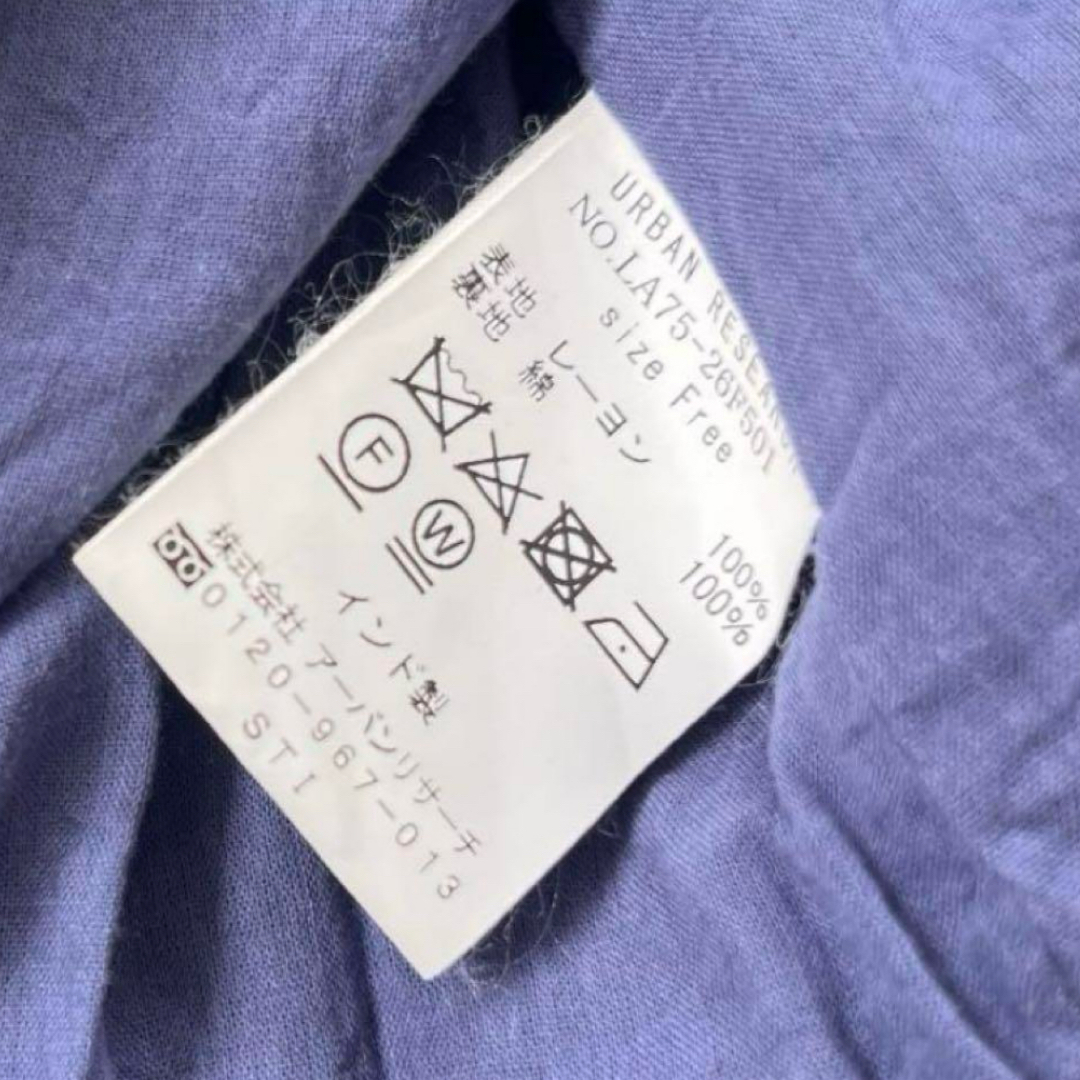 URBAN RESEARCH
NO.LA75-26F501
size Free
表地 レーヨン 100%
裏地 綿 100%
F
W
インド製
株式会社 アーバンリサーチ
0120-967-013
STI